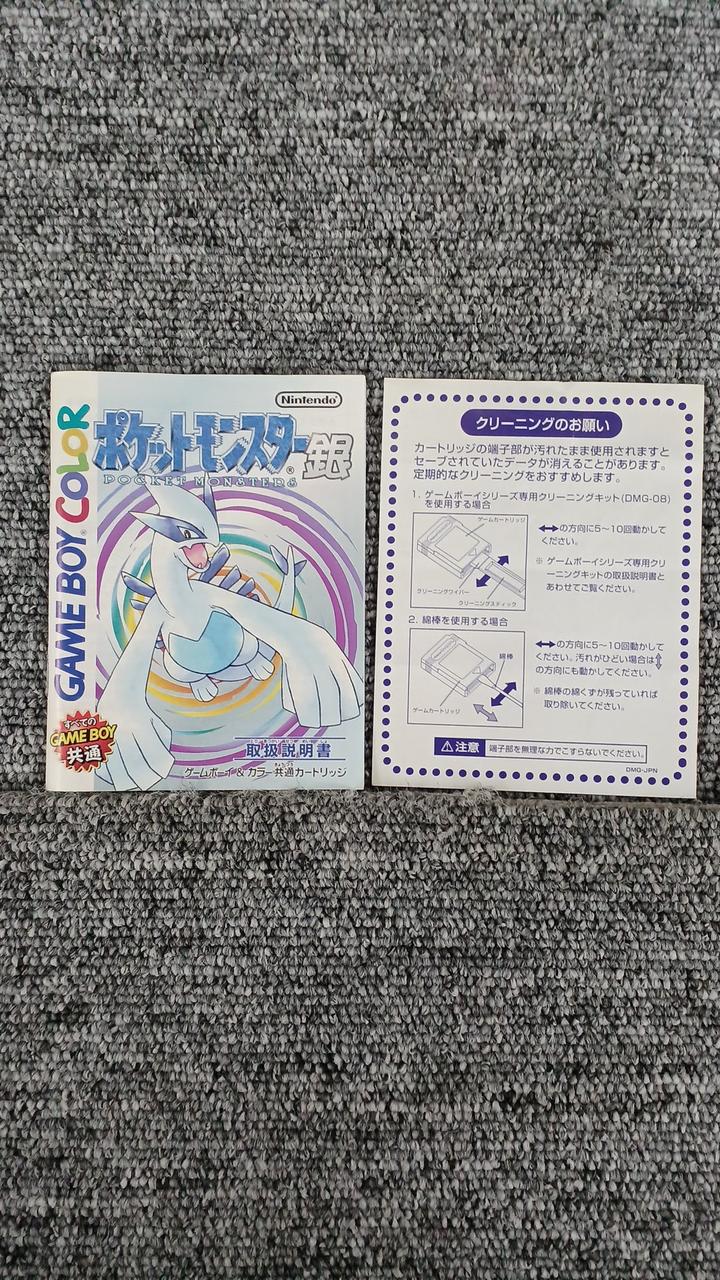 Nintendo
GAME BOY COLOR
ポケットモンスター銀
POCKET MONSTERS
すべての
GAME BOY
共通
取扱説明書
ゲームボーイ&カラー共通カートリッジ
クリーニングのお願い
カートリッジの端子部が汚れたまま使用されますと
セーブされていたデータが消えることがあります。
定期的なクリーニングをおすすめします。
1. ゲームボーイシリーズ専用クリーニングキット(DMG-08)
を使用する場合
ゲームカートリッジ
クリーニングワイパー
クリーニングスティック
⟷の方向に5~10回動かして
ください。
※ ゲームボーイシリーズ専用クリ
ーニングキットの取扱説明書と
あわせてご覧ください。
2. 綿棒を使用する場合
綿棒
ゲームカートリッジ
⟷の方向に5~10回動かして
ください。汚れがひどい場合は⇕
の方向にも動かしてください。
※ 綿棒の綿くずが残っていれば
取り除いてください。
⚠注意 端子部を無理な力でこすらないでください。
DMG-JPN